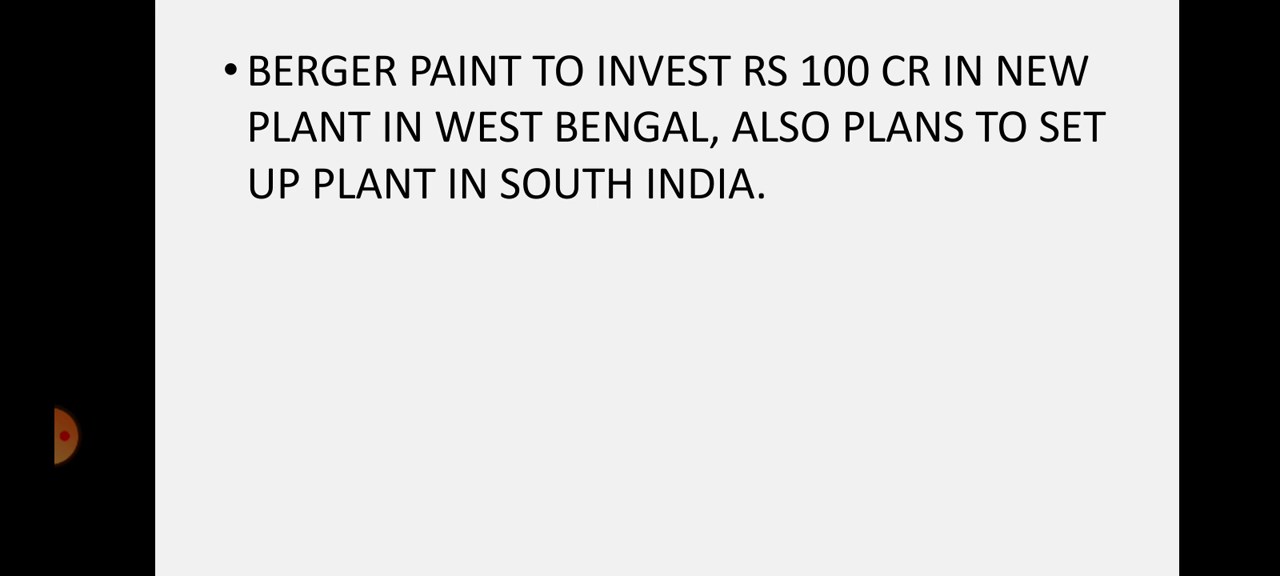 • BERGER PAINT TO INVEST RS 100 CR IN NEW
PLANT IN WEST BENGAL, ALSO PLANS TO SET
UP PLANT IN SOUTH INDIA.